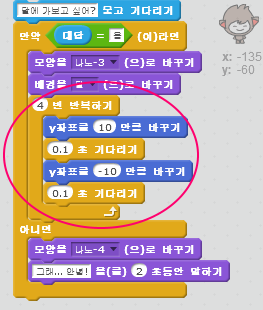 달에 가보고 싶어? 묻고 기다리기
만약 대답 = 응 (이)라면
모양을 나노-3 (으)로 바꾸기
배경을 달 (으)로 바꾸기
4 번 반복하기
y좌표를 10 만큼 바꾸기
0.1 초 기다리기
y좌표를 -10 만큼 바꾸기
0.1 초 기다리기
아니면
모양을 나노-4 (으)로 바꾸기
그래... 안녕! 을(를) 2 초동안 말하기
x: -135
y: -60